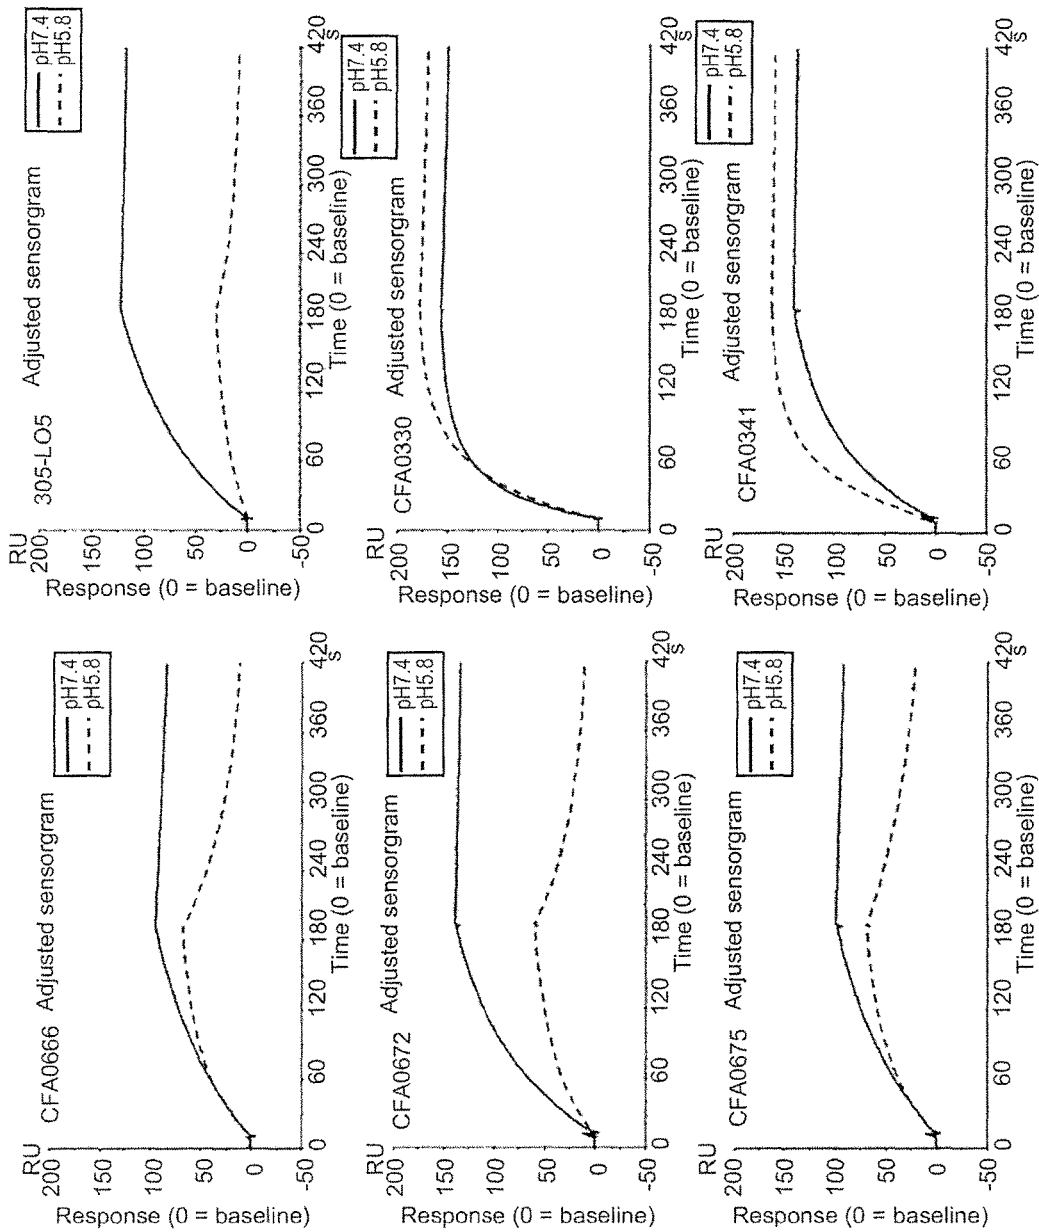 CFA0666 Adjusted sensorgram
pH7.4
pH5.8
RU
200
150
100
50
0
-50
Response (0 = baseline)
0 60 120 180 240 300 360 420
s
Time (0 = baseline)
305-LO5 Adjusted sensorgram
pH7.4
pH5.8
RU
200
150
100
50
0
-50
Response (0 = baseline)
0 60 120 180 240 300 360 420
s
Time (0 = baseline)
CFA0672 Adjusted sensorgram
pH7.4
pH5.8
RU
200
150
100
50
0
-50
Response (0 = baseline)
0 60 120 180 240 300 360 420
s
Time (0 = baseline)
CFA0330 Adjusted sensorgram
pH7.4
pH5.8
RU
200
150
100
50
0
-50
Response (0 = baseline)
0 60 120 180 240 300 360 420
s
Time (0 = baseline)
CFA0675 Adjusted sensorgram
pH7.4
pH5.8
RU
200
150
100
50
0
-50
Response (0 = baseline)
0 60 120 180 240 300 360 420
s
Time (0 = baseline)
CFA0341 Adjusted sensorgram
pH7.4
pH5.8
RU
200
150
100
50
0
-50
Response (0 = baseline)
0 60 120 180 240 300 360 420
s
Time (0 = baseline)